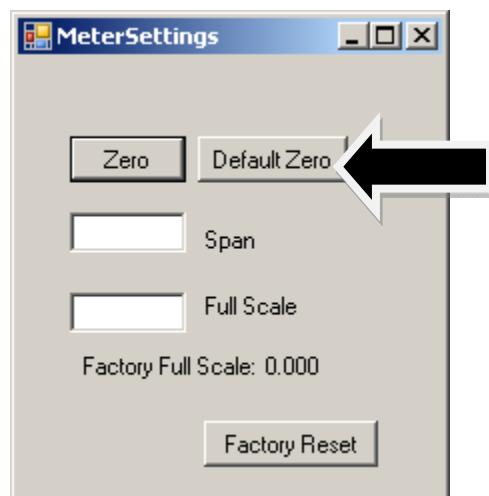 MeterSettings
Zero
Default Zero
Span
Full Scale
Factory Full Scale: 0.000
Factory Reset